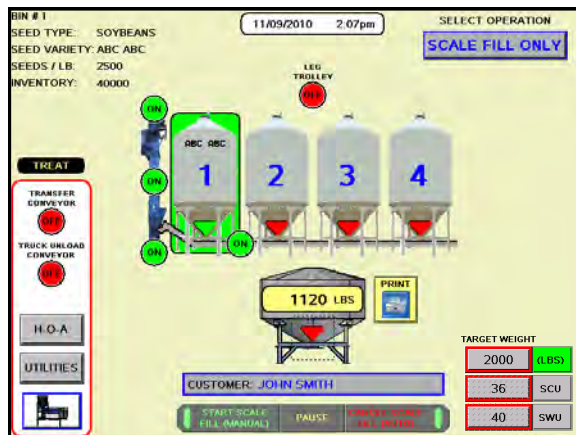 BIN # 1
SEED TYPE: SOYBEANS
SEED VARIETY: ABC ABC
SEEDS / LB: 2500
INVENTORY: 40000
11/09/2010 2:07pm
SELECT OPERATION
SCALE FILL ONLY
LEG
TROLLEY
OFF
ON
ON
ON
ON
ABC ABC
1 2 3 4
TREAT
TRANSFER
CONVEYOR
OFF
TRUCK UNLOAD
CONVEYOR
OFF
H-O-A
UTILITIES
1120 LBS
PRINT
TARGET WEIGHT
2000 (LBS)
36 SCU
40 SWU
CUSTOMER: JOHN SMITH
START SCALE
FILL (MANUAL)
PAUSE